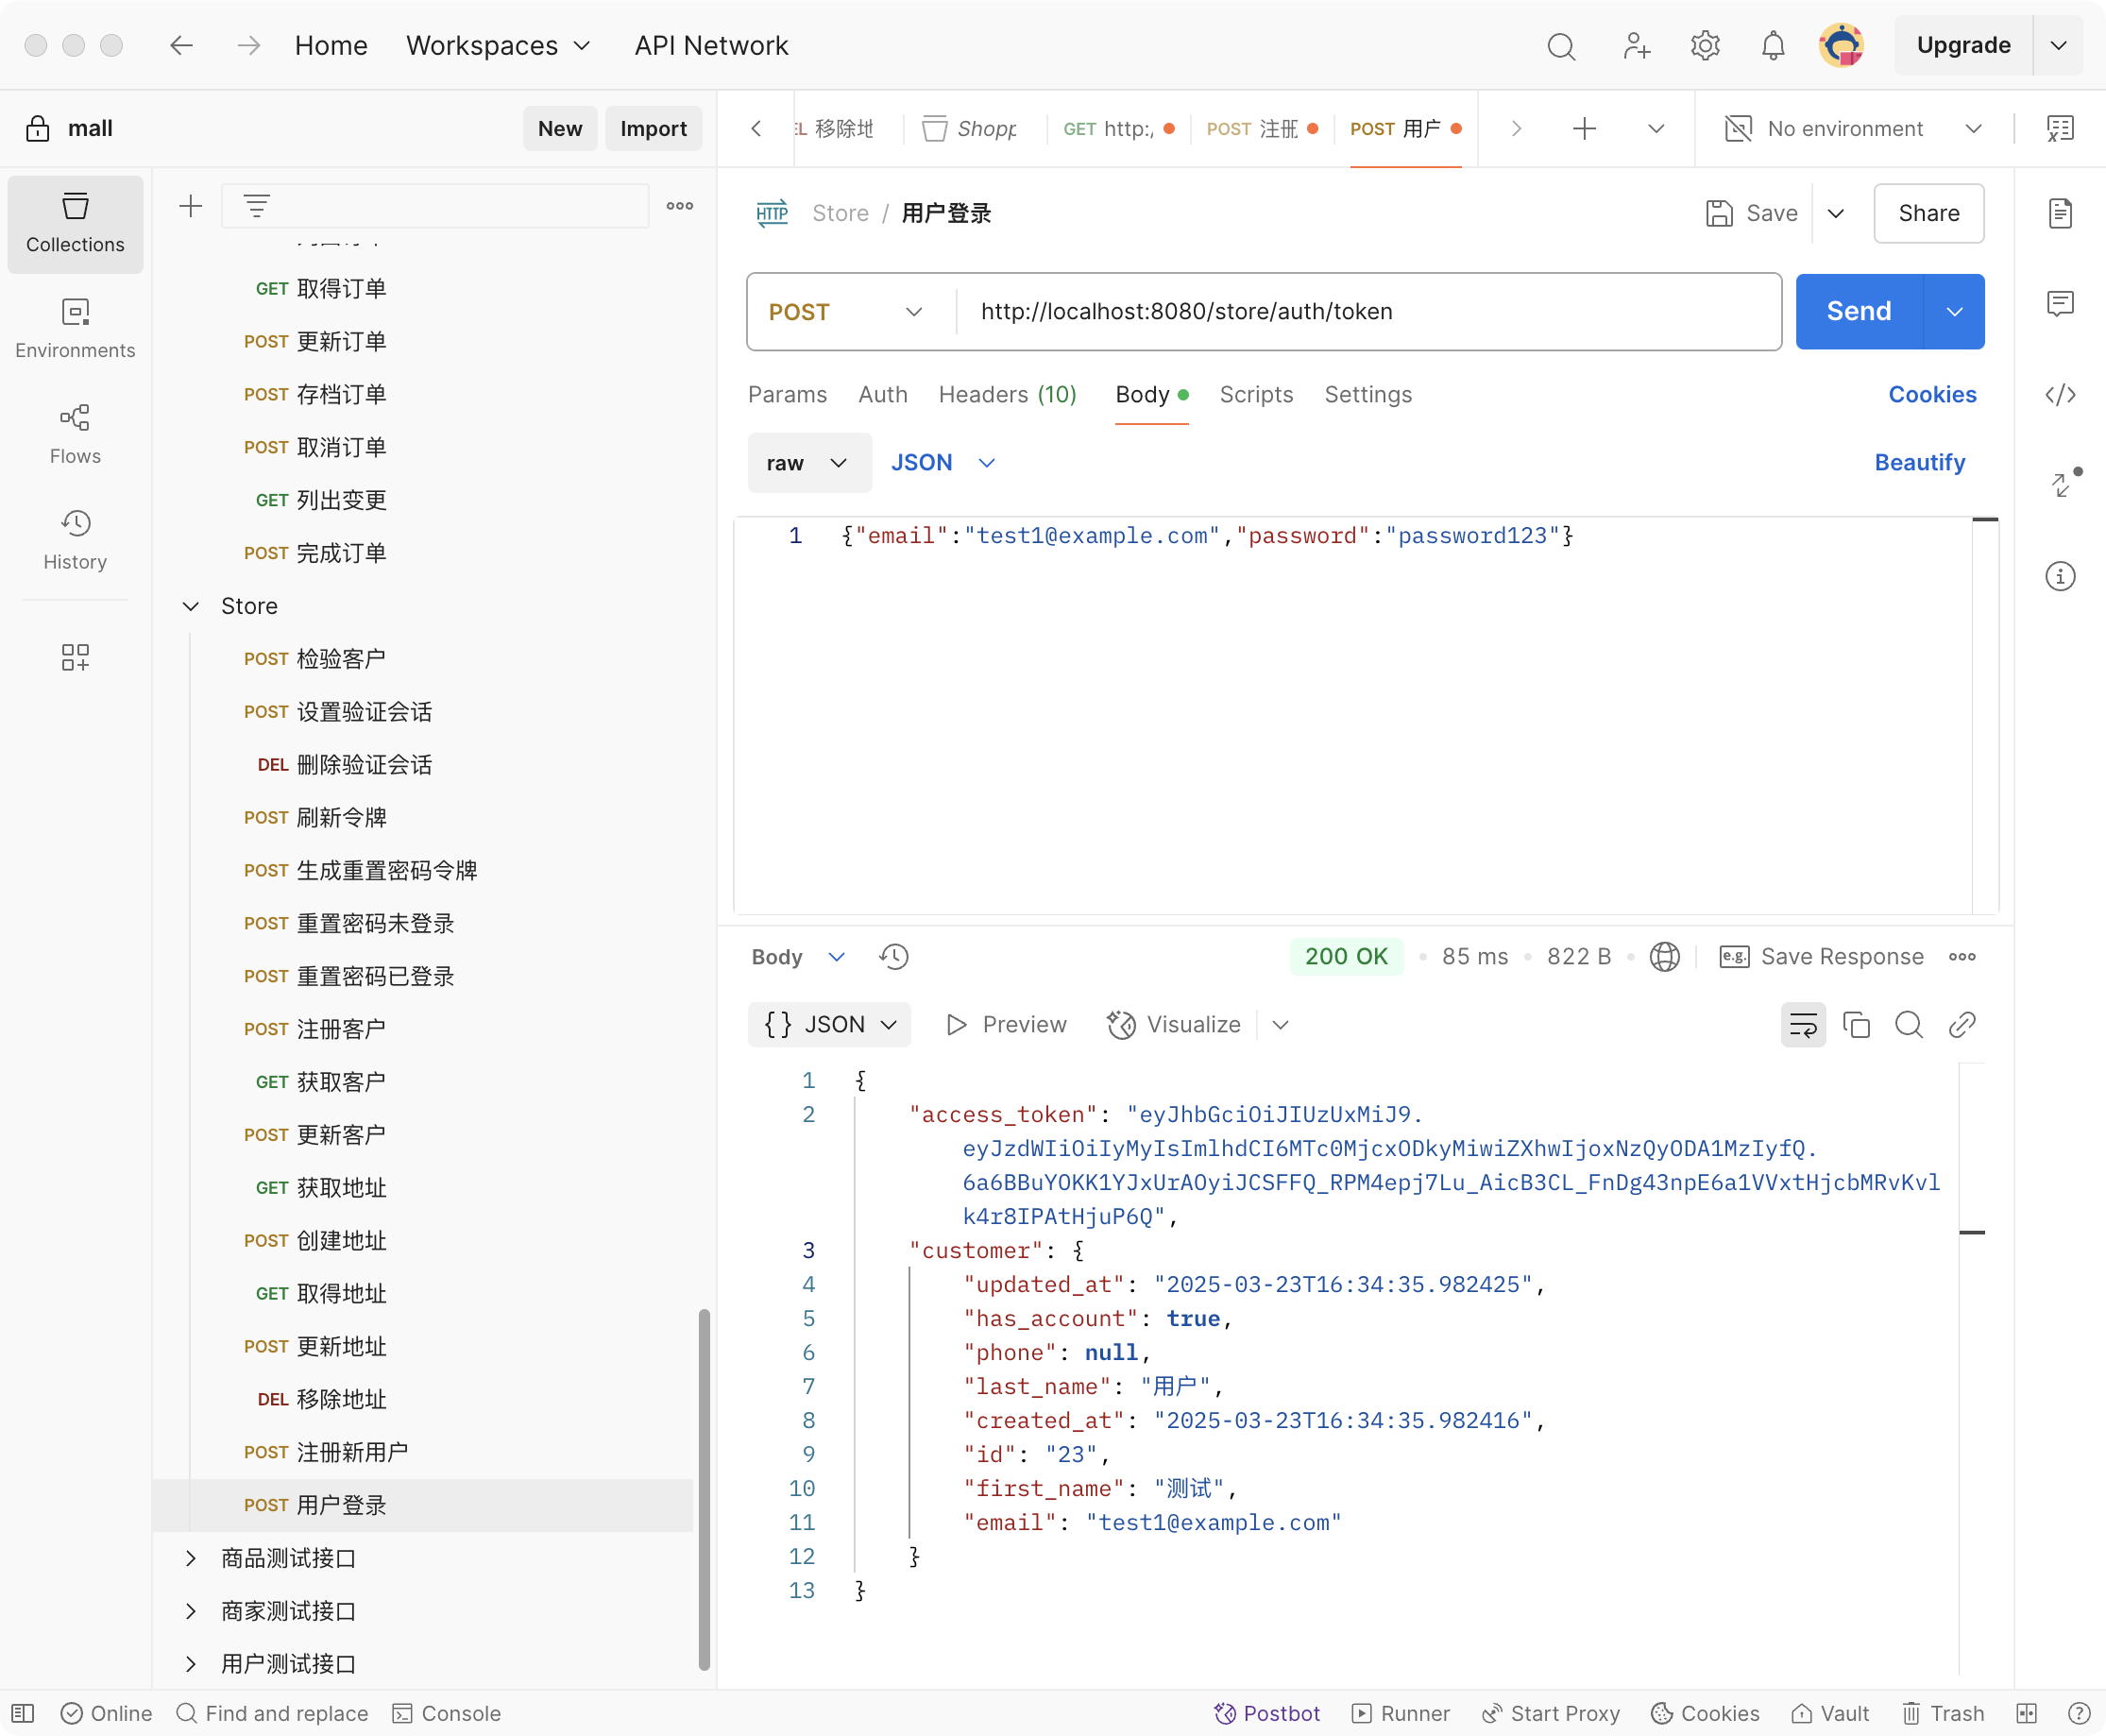 Home Workspaces API Network Upgrade
mall New Import
移除地 Shopp GET http:/ POST 注册 POST 用户 No environment
Collections
Environments
Flows
History
GET 取得订单
POST 更新订单
POST 存档订单
POST 取消订单
GET 列出变更
POST 完成订单
Store
POST 检验客户
POST 设置验证会话
DEL 删除验证会话
POST 刷新令牌
POST 生成重置密码令牌
POST 重置密码未登录
POST 重置密码已登录
POST 注册客户
GET 获取客户
POST 更新客户
GET 获取地址
POST 创建地址
GET 取得地址
POST 更新地址
DEL 移除地址
POST 注册新用户
POST 用户登录
商品测试接口
商家测试接口
用户测试接口
HTTP Store / 用户登录 Save Share
POST http://localhost:8080/store/auth/token Send
Params Auth Headers (10) Body Scripts Settings Cookies
raw JSON Beautify
1 {"email":"test1@example.com","password":"password123"}
Body 200 OK 85 ms 822 B e.g. Save Response
{} JSON Preview Visualize
1 {
2 "access_token": "eyJhbGciOiJIUzUxMiJ9.
eyJzdWIiOiIyMyIsImlhdCI6MTc0MjcxODkyMiwiZXhwIjoxNzQyODA1MzIyfQ.
6a6BBuYOKK1YJxUrAOyiJCSFFQ_RPM4epj7Lu_AicB3CL_FnDg43npE6a1VVxtHjcbMRvKvl
k4r8IPAtHjuP6Q",
3 "customer": {
4 "updated_at": "2025-03-23T16:34:35.982425",
5 "has_account": true,
6 "phone": null,
7 "last_name": "用户",
8 "created_at": "2025-03-23T16:34:35.982416",
9 "id": "23",
10 "first_name": "测试",
11 "email": "test1@example.com"
12 }
13 }
Online Find and replace Console Postbot Runner Start Proxy Cookies Vault Trash